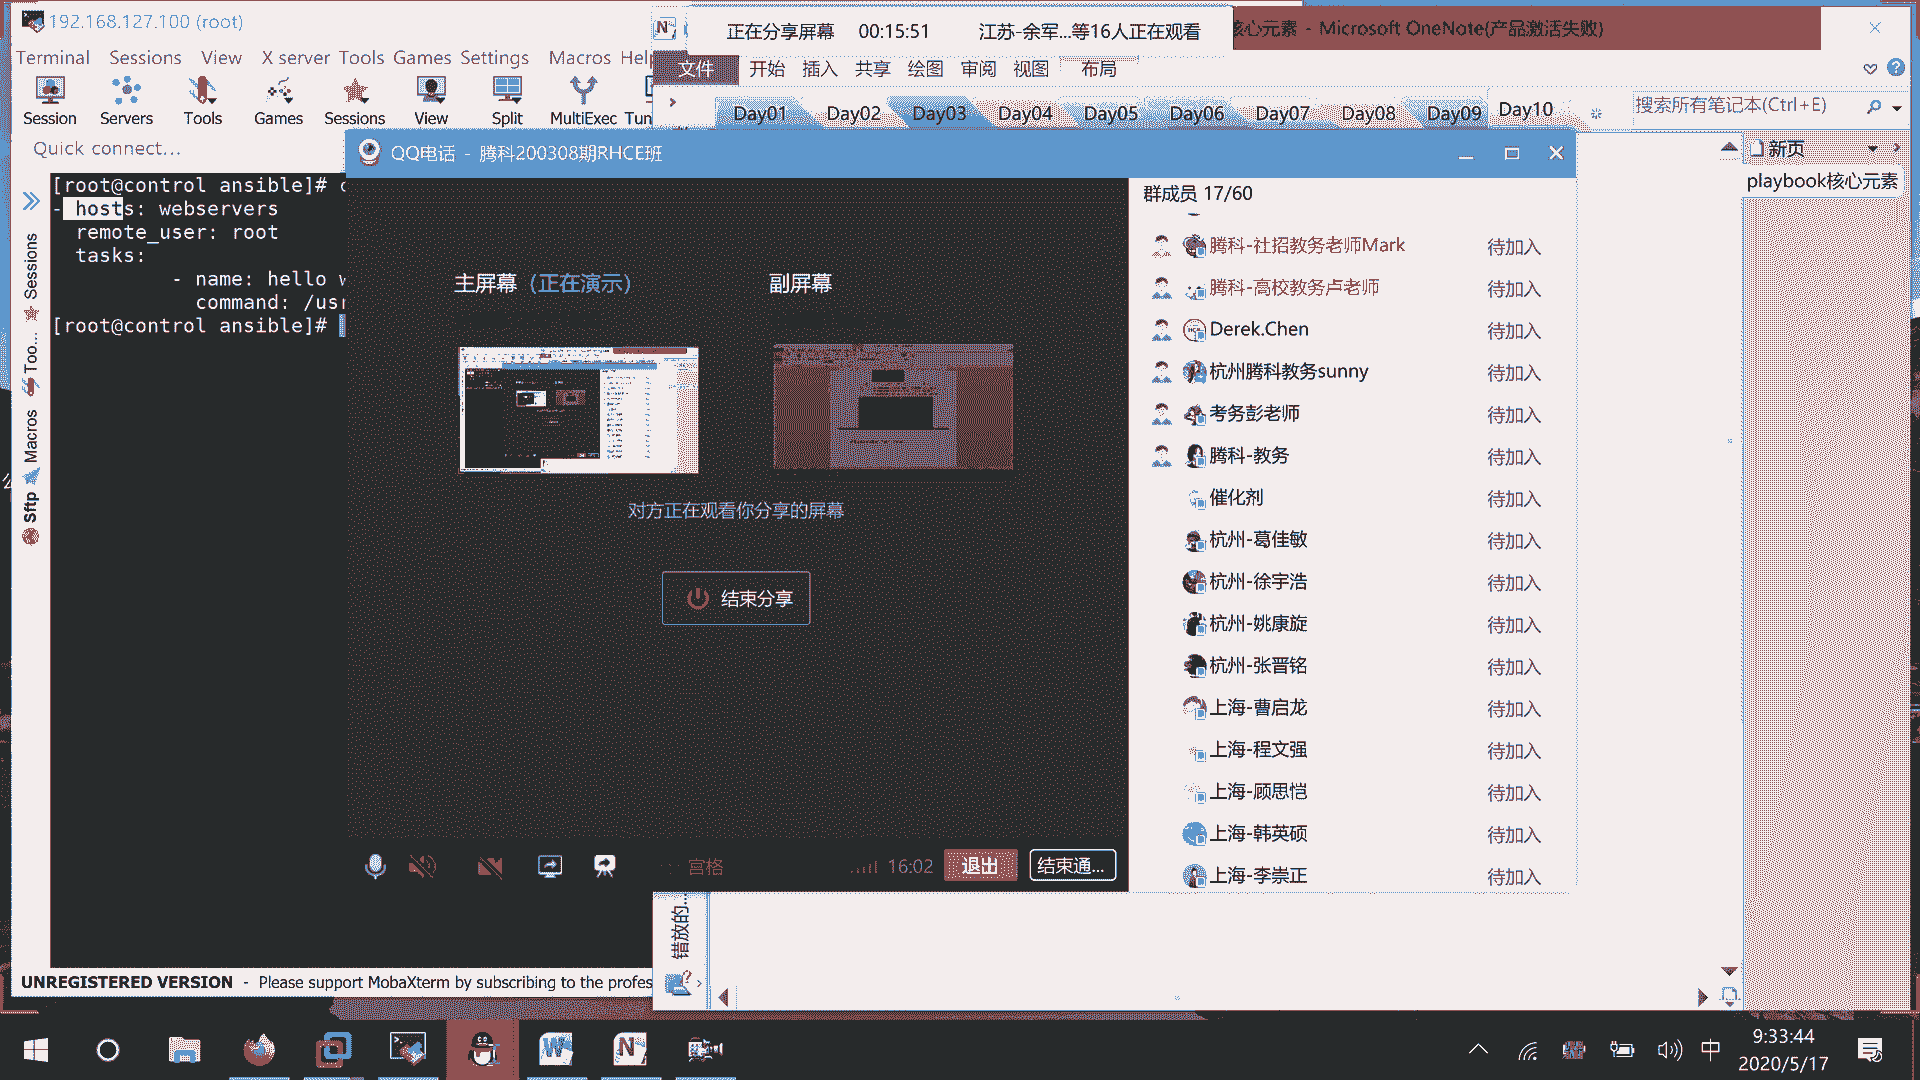 192.168.127.100 (root)
Terminal Sessions View X server Tools Games Settings Macros Help
Session Servers Tools Games Sessions View Split MultiExec Tun
Quick connect...
正在分享屏幕 00:15:51 江苏-余军...等16人正在观看
核心元素 - Microsoft OneNote(产品激活失败)
文件 开始 插入 共享 绘图 审阅 视图 布局
Day01 Day02 Day03 Day04 Day05 Day06 Day07 Day08 Day09 Day10
搜索所有笔记本(Ctrl+E)
新页
playbook核心元素
Sessions
Too...
Macros
Sftp
[root@control ansible]# c
- hosts: webservers
remote_user: root
tasks:
- name: hello w
command: /usr
[root@control ansible]#
QQ电话 - 腾科200308期RHCE班
主屏幕（正在演示）
副屏幕
对方正在观看你分享的屏幕
结束分享
宫格
16:02
退出
结束通...
群成员 17/60
腾科-社招教务老师Mark 待加入
腾科-高校教务卢老师 待加入
Derek.Chen 待加入
杭州腾科教务sunny 待加入
考务彭老师 待加入
腾科-教务 待加入
催化剂 待加入
杭州-葛佳敏 待加入
杭州-徐宇浩 待加入
杭州-姚康旋 待加入
杭州-张晋铭 待加入
上海-曹启龙 待加入
上海-程文强 待加入
上海-顾思恺 待加入
上海-韩英硕 待加入
上海-李崇正 待加入
错放的...
UNREGISTERED VERSION - Please support MobaXterm by subscribing to the profes
中
9:33:44
2020/5/17